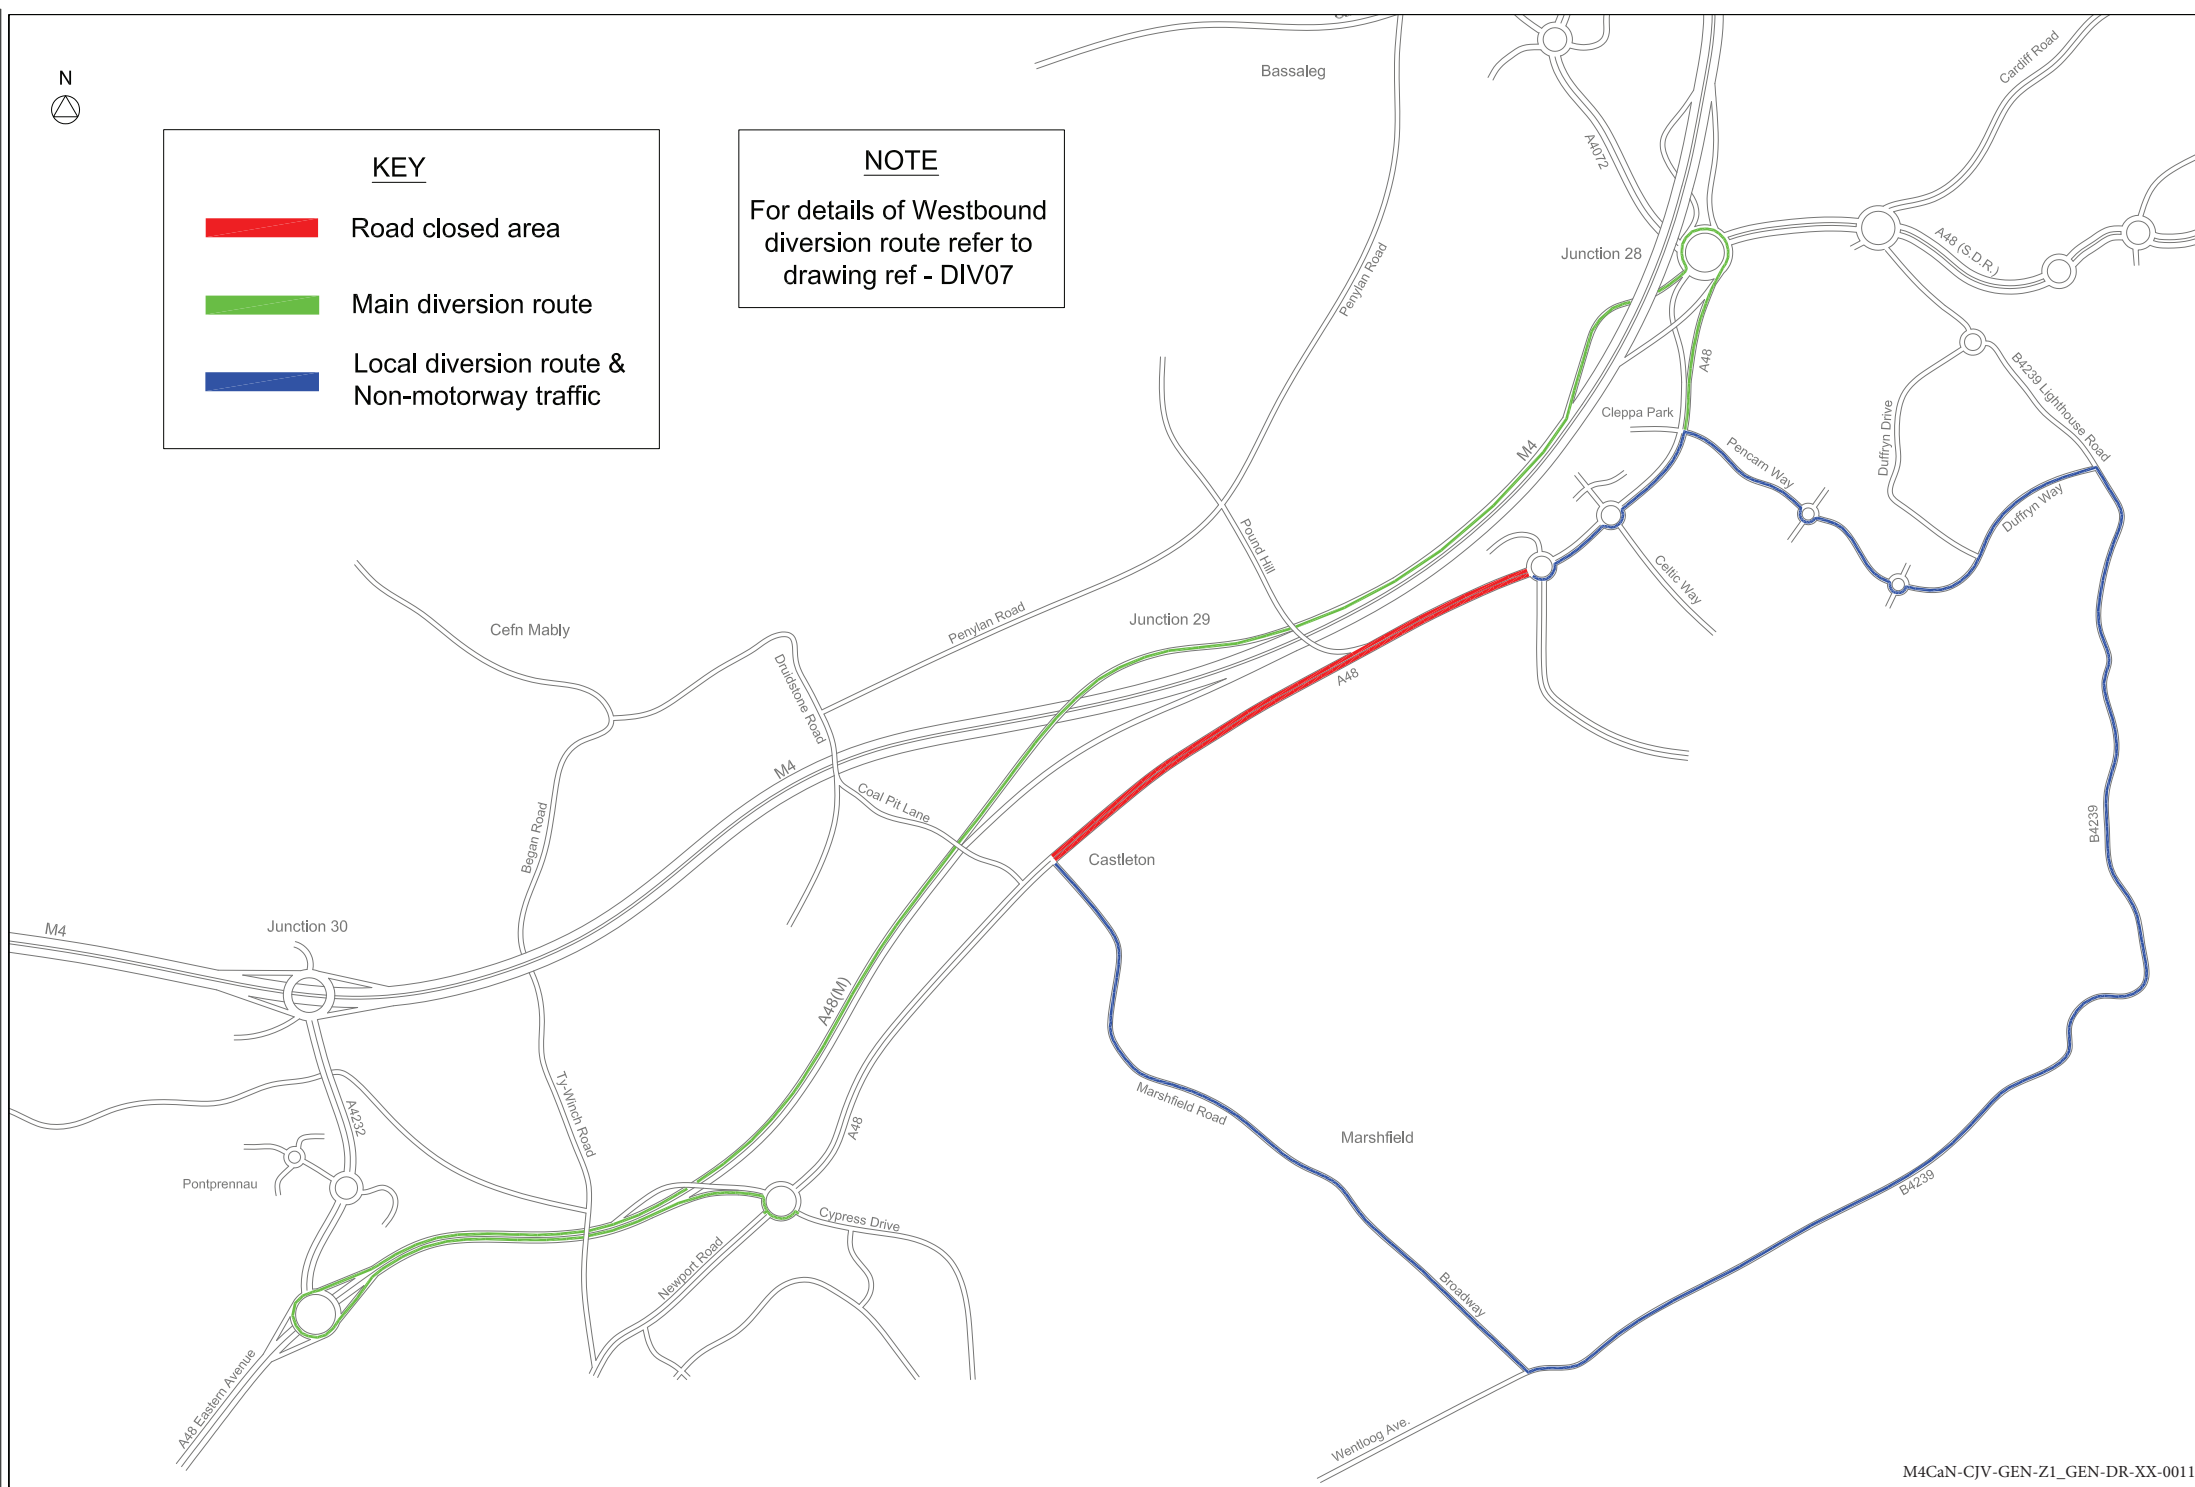 N
KEY
Road closed area
Main diversion route
Local diversion route &
Non-motorway traffic
NOTE
For details of Westbound
diversion route refer to
drawing ref - DIV07
Bassaleg
A4072
Cardiff Road
Junction 28
A48 (S.D.R.)
Penylan Road
A48
B4239 Lighthouse Road
Cleppa Park
Duffryn Drive
M4
Pencarn Way
Duffryn Way
Pound Hill
Celtic Way
Penylan Road
Junction 29
Cefn Mably
Druidstone Road
A48
M4
Coal Pit Lane
Began Road
B4239
Castleton
M4
Junction 30
A48(M)
Ty-Winch Road
A4232
A48
Marshfield Road
Marshfield
Pontprennau
B4239
Cypress Drive
Newport Road
Broadway
A48 Eastern Avenue
Wentloog Ave.
M4CaN-CJV-GEN-Z1_GEN-DR-XX-0011